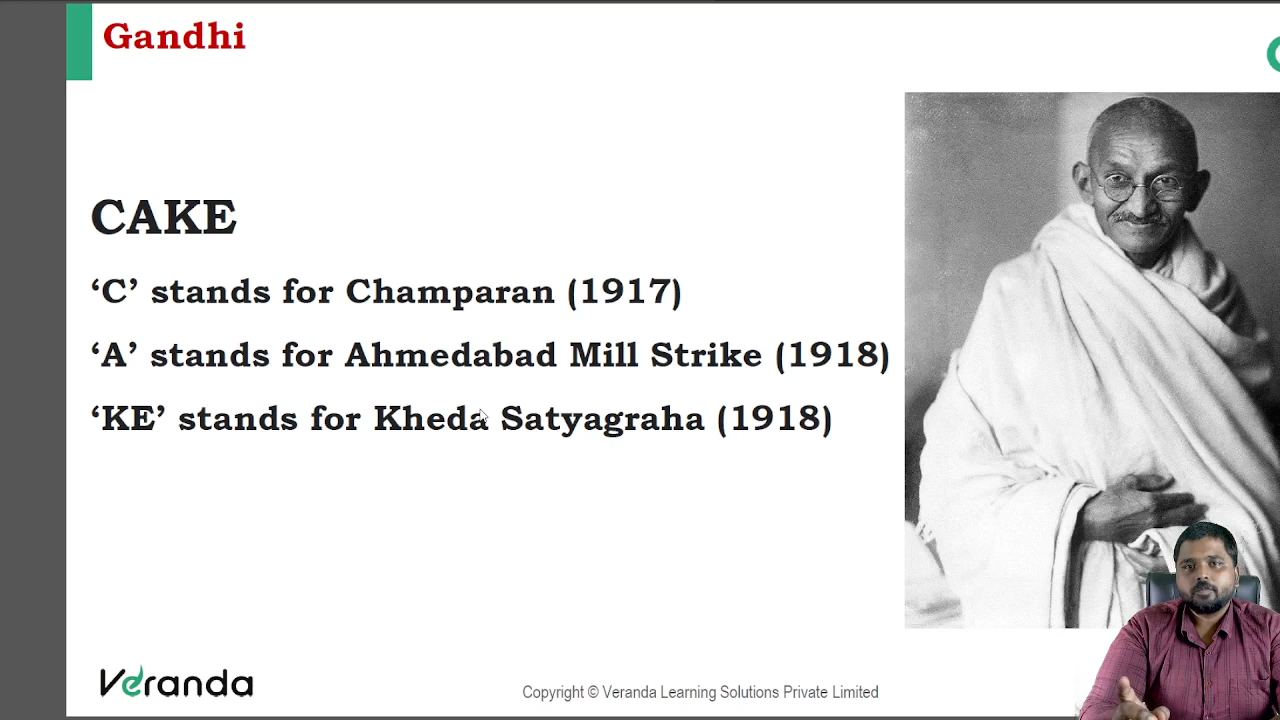 Gandhi
CAKE
‘C’ stands for Champaran (1917)
‘A’ stands for Ahmedabad Mill Strike (1918)
‘KE’ stands for Kheda Satyagraha (1918)
Veranda
Copyright © Veranda Learning Solutions Private Limited